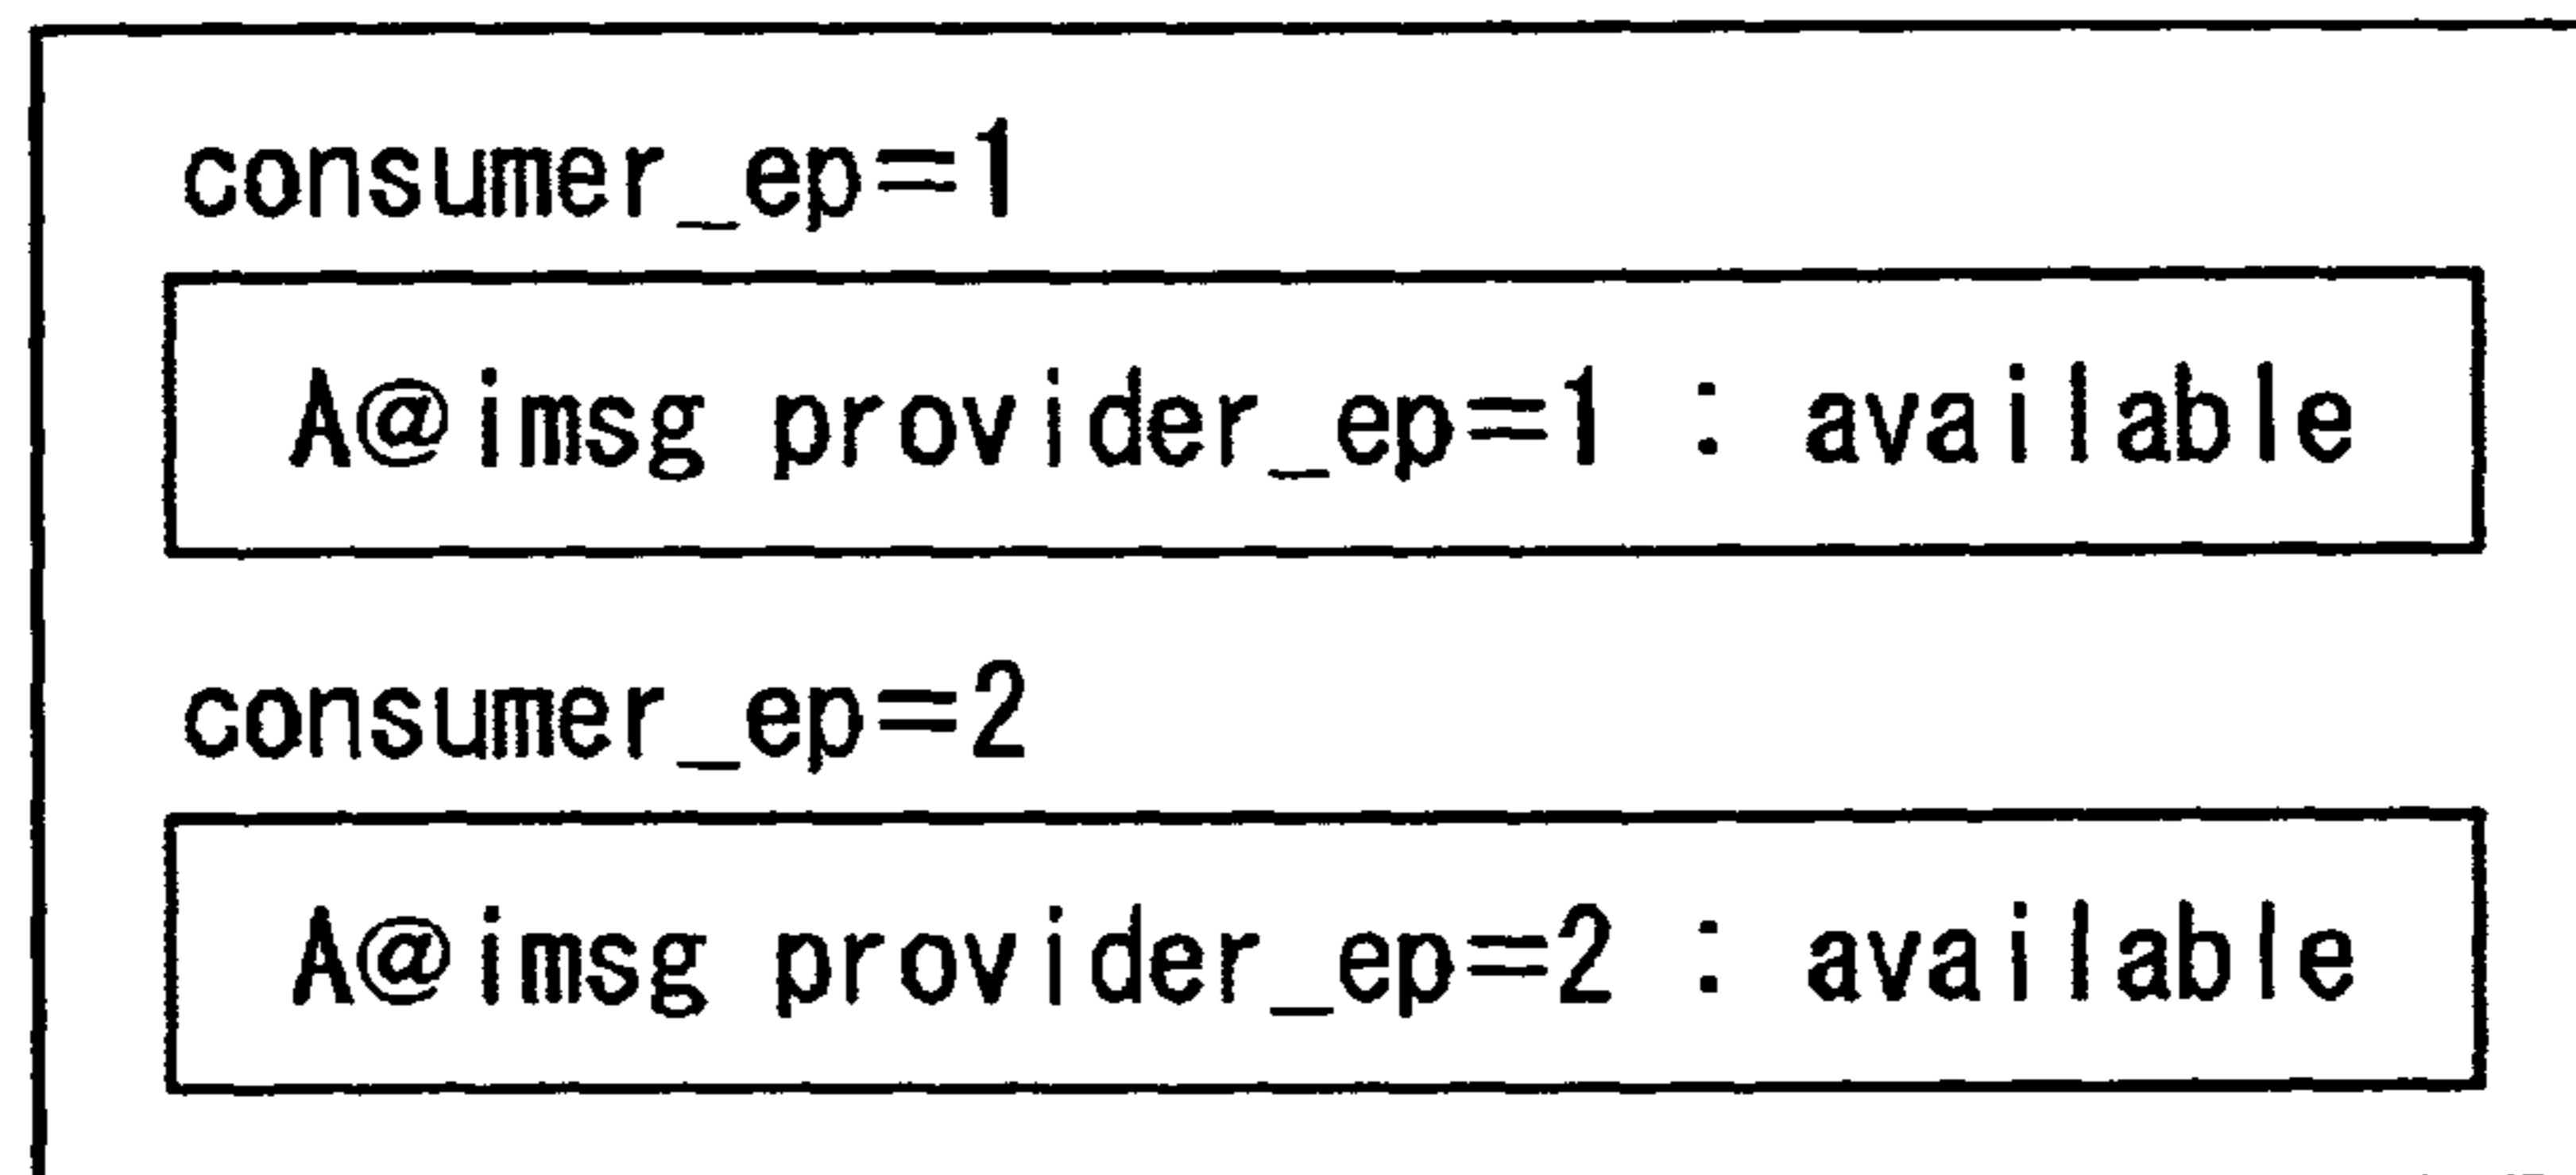 consumer_ep=1
A@imsg provider_ep=1 : available
consumer_ep=2
A@imsg provider_ep=2 : available